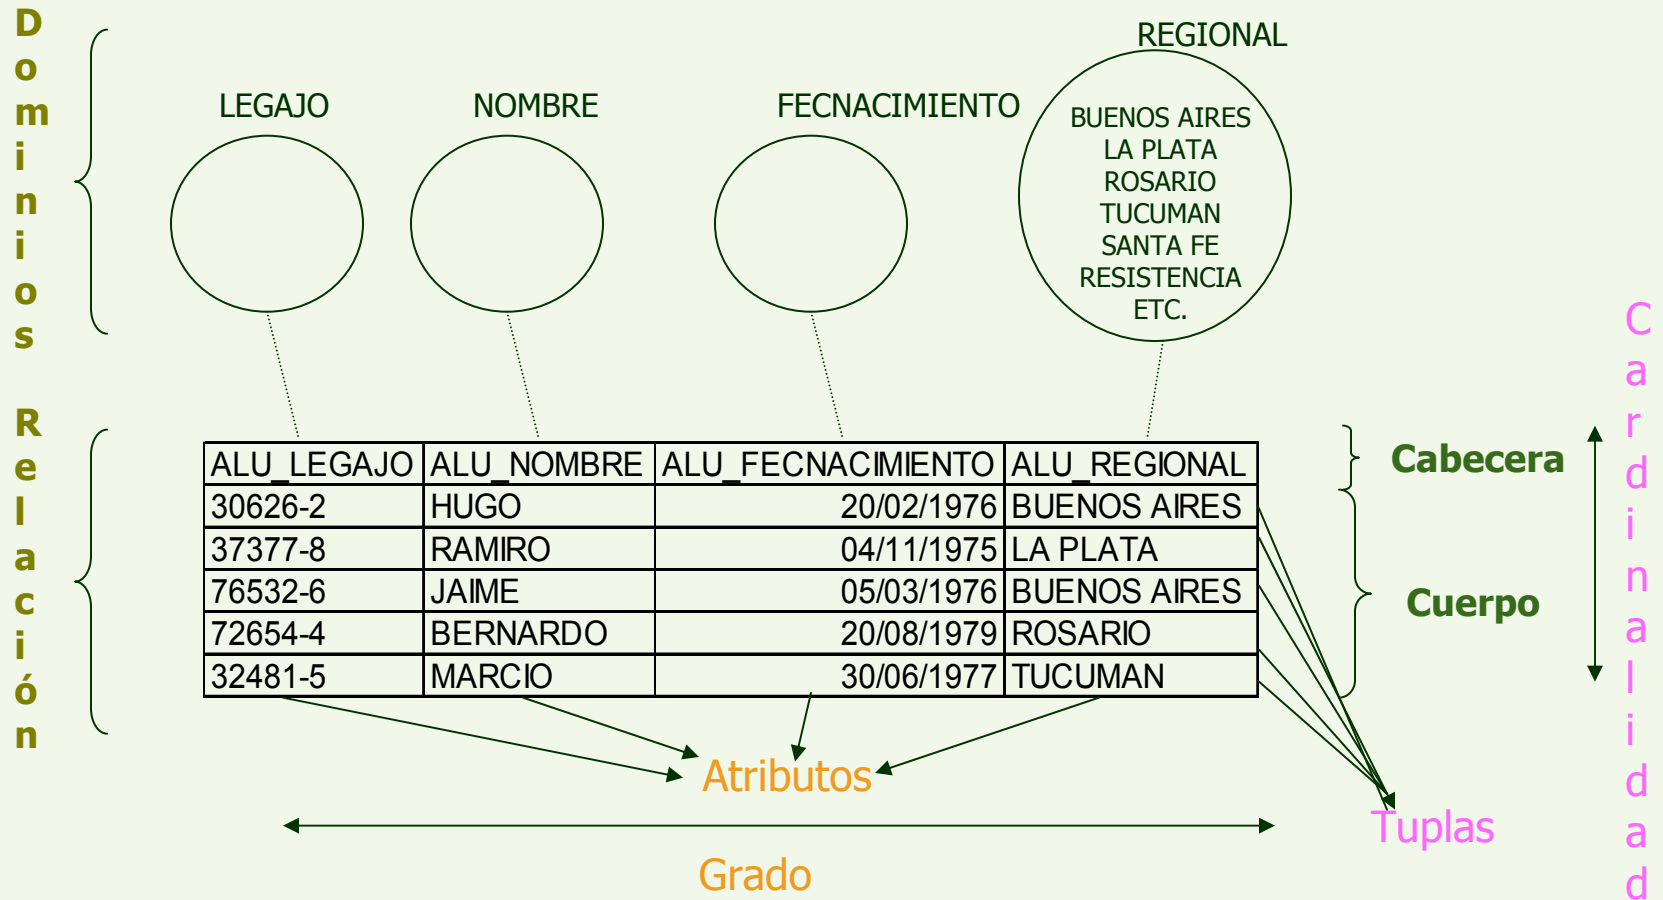 Dominios
REGIONAL
LEGAJO
NOMBRE
FECNACIMIENTO
BUENOS AIRES
LA PLATA
ROSARIO
TUCUMAN
SANTA FE
RESISTENCIA
ETC.
Relación
ALU_LEGAJO ALU_NOMBRE ALU_FECNACIMIENTO ALU_REGIONAL
30626-2 HUGO 20/02/1976 BUENOS AIRES
37377-8 RAMIRO 04/11/1975 LA PLATA
76532-6 JAIME 05/03/1976 BUENOS AIRES
72654-4 BERNARDO 20/08/1979 ROSARIO
32481-5 MARCIO 30/06/1977 TUCUMAN
Cabecera
Cuerpo
Cardinalidad
Atributos
Tuplas
Grado